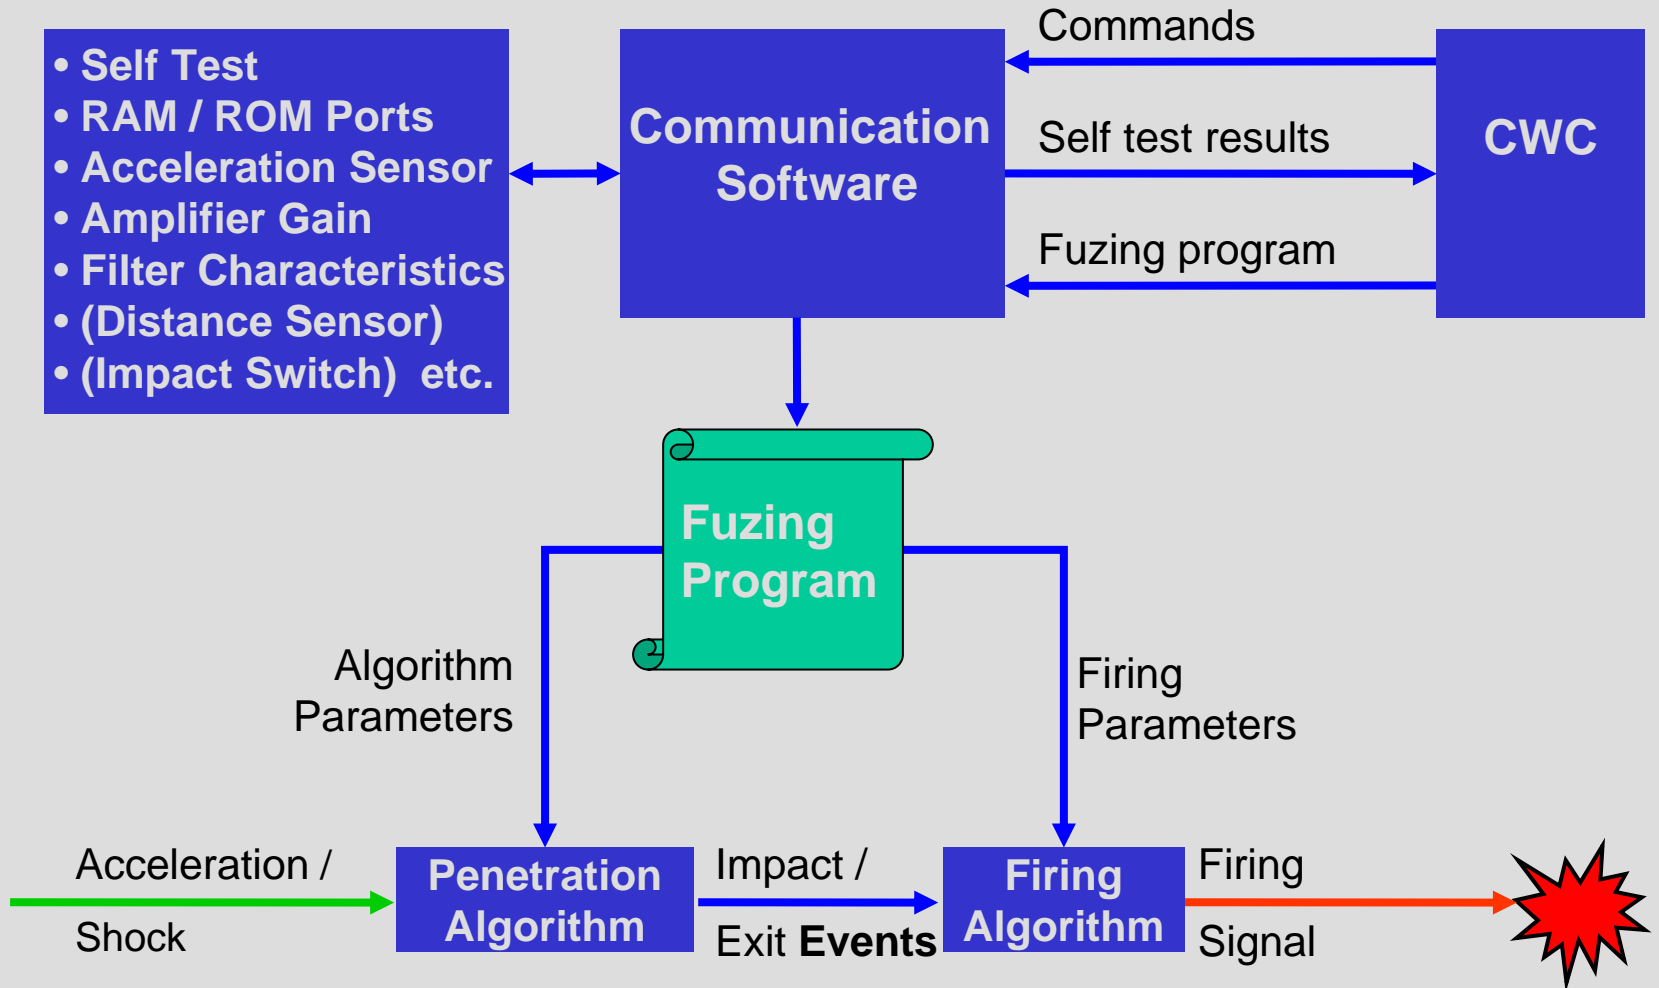 • Self Test
• RAM / ROM Ports
• Acceleration Sensor
• Amplifier Gain
• Filter Characteristics
• (Distance Sensor)
• (Impact Switch) etc.
Communication
Software
Commands
Self test results
Fuzing program
CWC
Fuzing
Program
Algorithm
Parameters
Firing
Parameters
Acceleration /
Shock
Penetration
Algorithm
Impact /
Exit Events
Firing
Algorithm
Firing
Signal